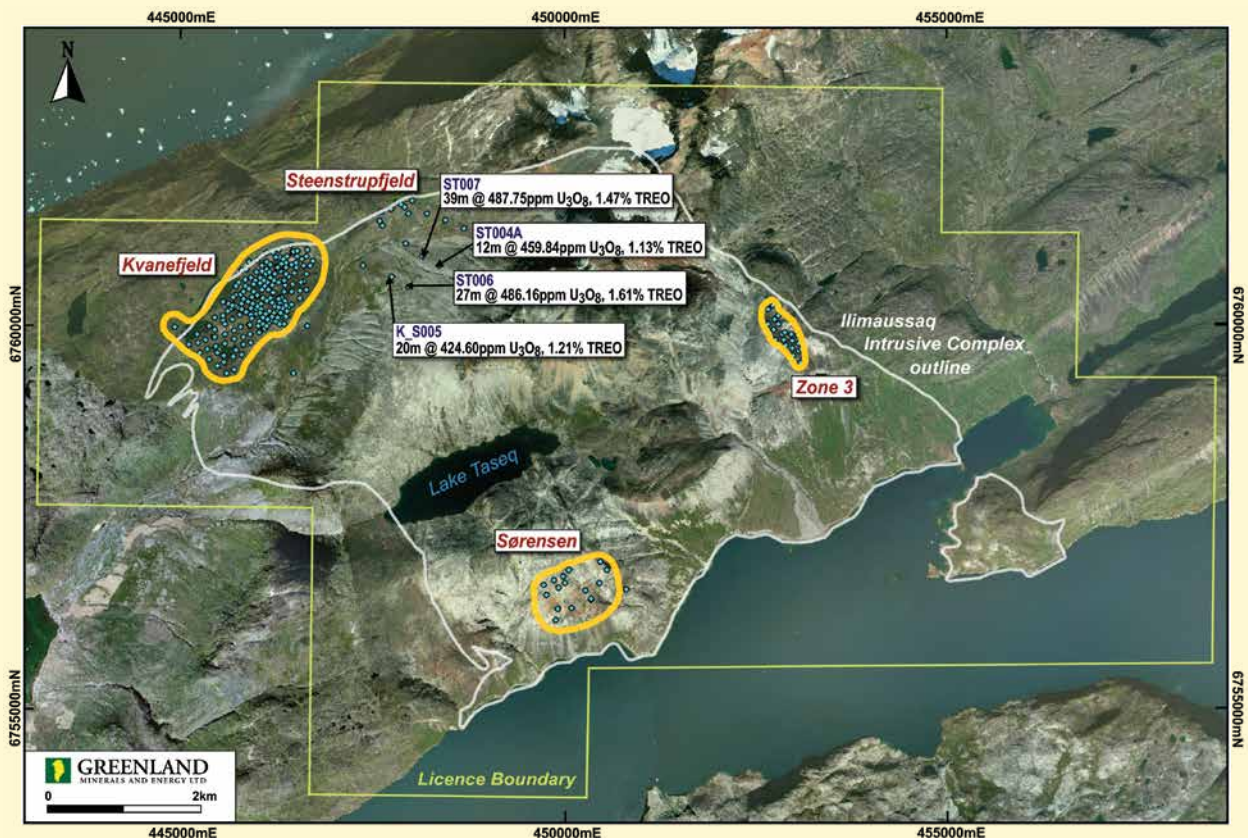 445000mE
450000mE
455000mE
N
Steenstrupfjeld
ST007
39m @ 487.75ppm U₃O₈, 1.47% TREO
ST004A
12m @ 459.84ppm U₃O₈, 1.13% TREO
Kvanefjeld
ST006
27m @ 486.16ppm U₃O₈, 1.61% TREO
K_S005
20m @ 424.60ppm U₃O₈, 1.21% TREO
6760000mN
6760000mN
Ilimaussaq
Intrusive Complex
outline
Zone 3
Lake Taseq
Sørensen
6755000mN
6755000mN
GREENLAND
MINERALS AND ENERGY LTD
0 2km
Licence Boundary
445000mE
450000mE
455000mE